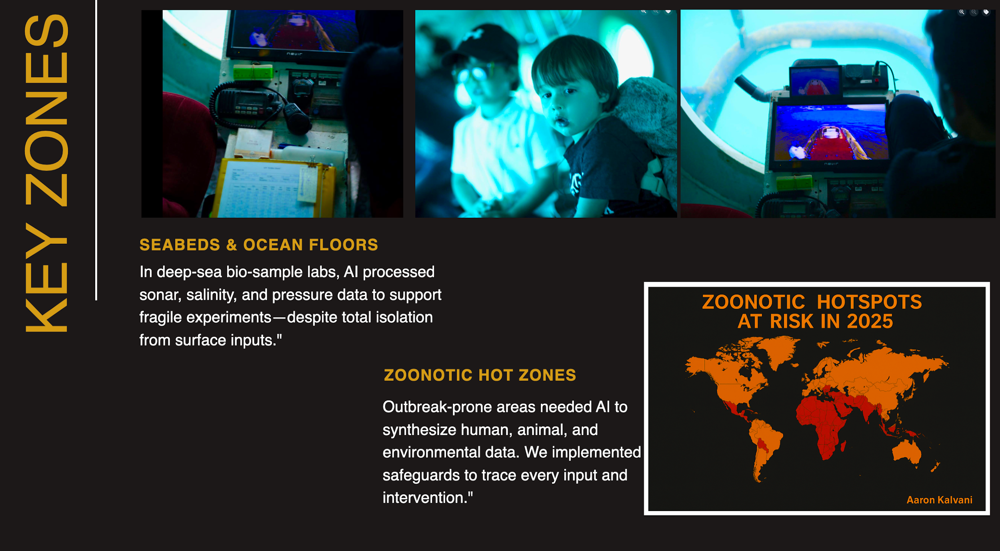 KEY ZONES
nevir
nevir
SEABEDS & OCEAN FLOORS
In deep-sea bio-sample labs, AI processed
sonar, salinity, and pressure data to support
fragile experiments—despite total isolation
from surface inputs."
ZOONOTIC HOT ZONES
Outbreak-prone areas needed AI to
synthesize human, animal, and
environmental data. We implemented
safeguards to trace every input and
intervention."
ZOONOTIC HOTSPOTS
AT RISK IN 2025
Aaron Kalvani